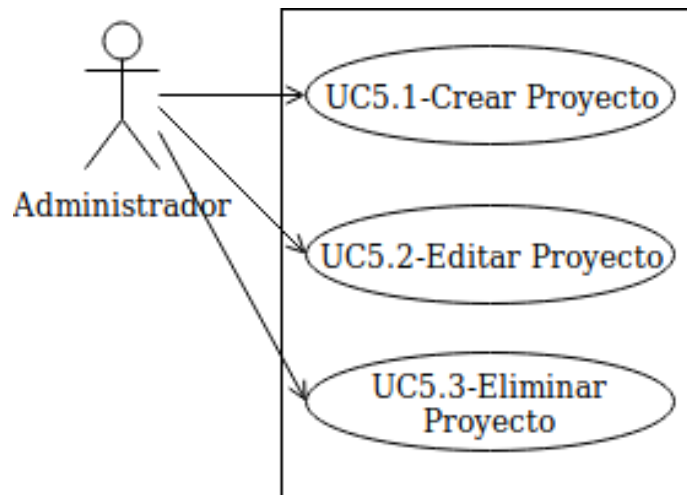 UC5.1-Crear Proyecto
Administrador
UC5.2-Editar Proyecto
UC5.3-Eliminar
Proyecto